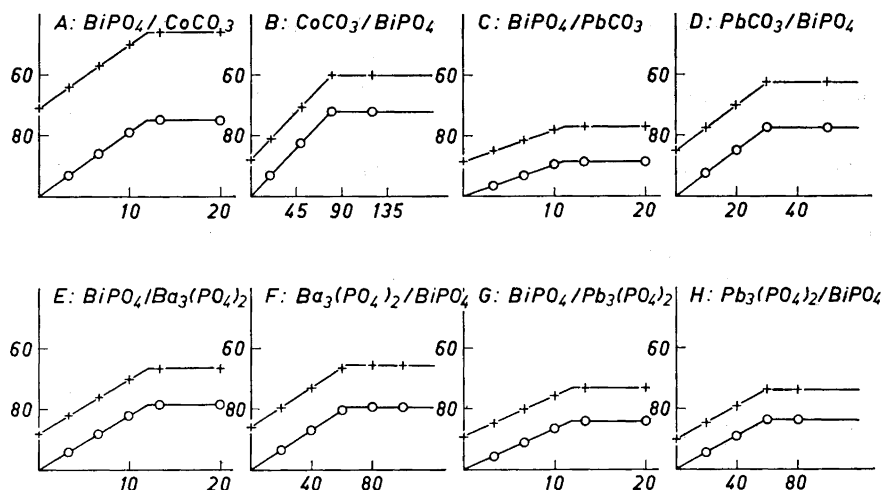 A: BiPO4/CoCO3
B: CoCO3/BiPO4
C: BiPO4/PbCO3
D: PbCO3/BiPO4
60 60 60 60
80 80 80 80
10 20 45 90 135 10 20 20 40
E: BiPO4/Ba3(PO4)2
F: Ba3(PO4)2/BiPO4
G: BiPO4/Pb3(PO4)2
H: Pb3(PO4)2/BiPO4
60 60 60 60
80 80 80 80
10 20 40 80 10 20 40 80